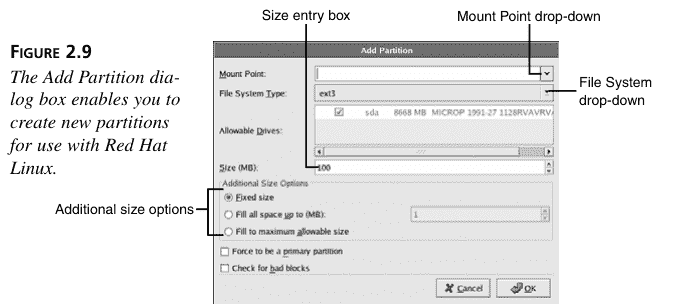 Size entry box
Mount Point drop-down
FIGURE 2.9
The Add Partition dia-
log box enables you to
create new partitions
for use with Red Hat
Linux.
Add Partition
Mount Point:
File System Type:
ext3
File System
drop-down
sda 8668 MB MICROP 1991-27 1128RVAVRVA
Allowable Drives:
Size (MB):
100
Additional Size Options
Fixed size
Additional size options
Fill all space up to (MB):
1
Fill to maximum allowable size
Force to be a primary partition
Check for bad blocks
Cancel
OK